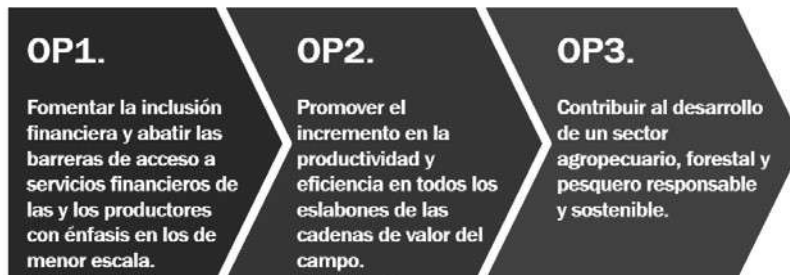 OP1.
Fomentar la inclusión
financiera y abatir las
barreras de acceso a
servicios financieros de
las y los productores
con énfasis en los de
menor escala.
OP2.
Promover el
incremento en la
productividad y
eficiencia en todos los
eslabones de las
cadenas de valor del
campo.
OP3.
Contribuir al desarrollo
de un sector
agropecuario, forestal y
pesquero responsable
y sostenible.